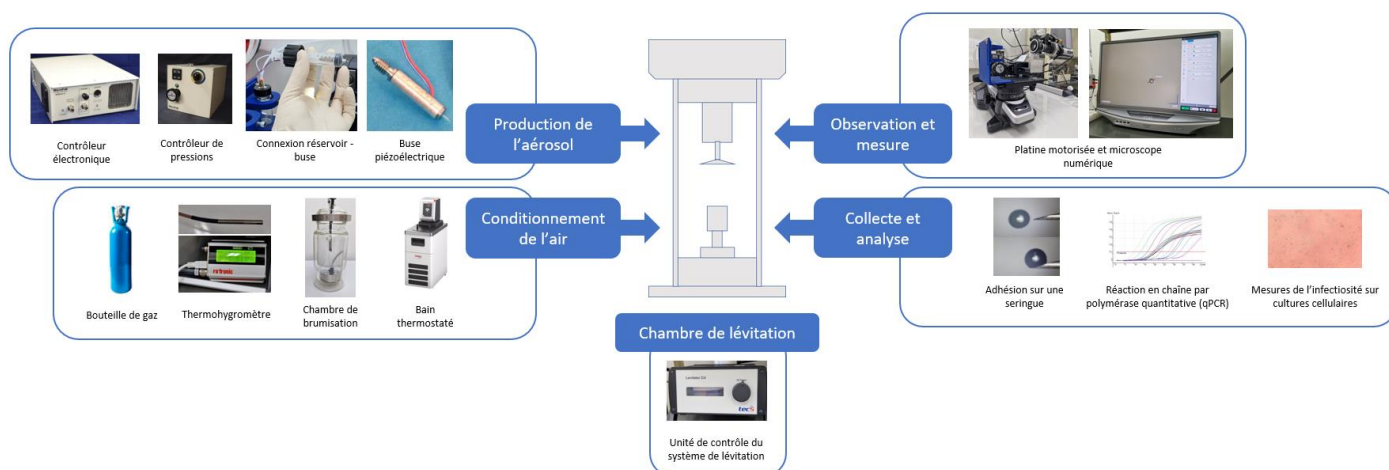 Contrôleur
électronique
Contrôleur de
pressions
Connexion réservoir -
buse
Buse
piézoélectrique
Production de
l'aérosol
Observation et
mesure
Platine motorisée et microscope
numérique
Bouteille de gaz
rotronic
Thermohygromètre
Chambre de
brumisation
Bain
thermostaté
Conditionnement
de l'air
Collecte et
analyse
Adhésion sur une
seringue
Réaction en chaîne par
polymérase quantitative (qPCR)
Mesures de l'infectiosité sur
cultures cellulaires
Chambre de lévitation
tec5
Unité de contrôle du
système de lévitation